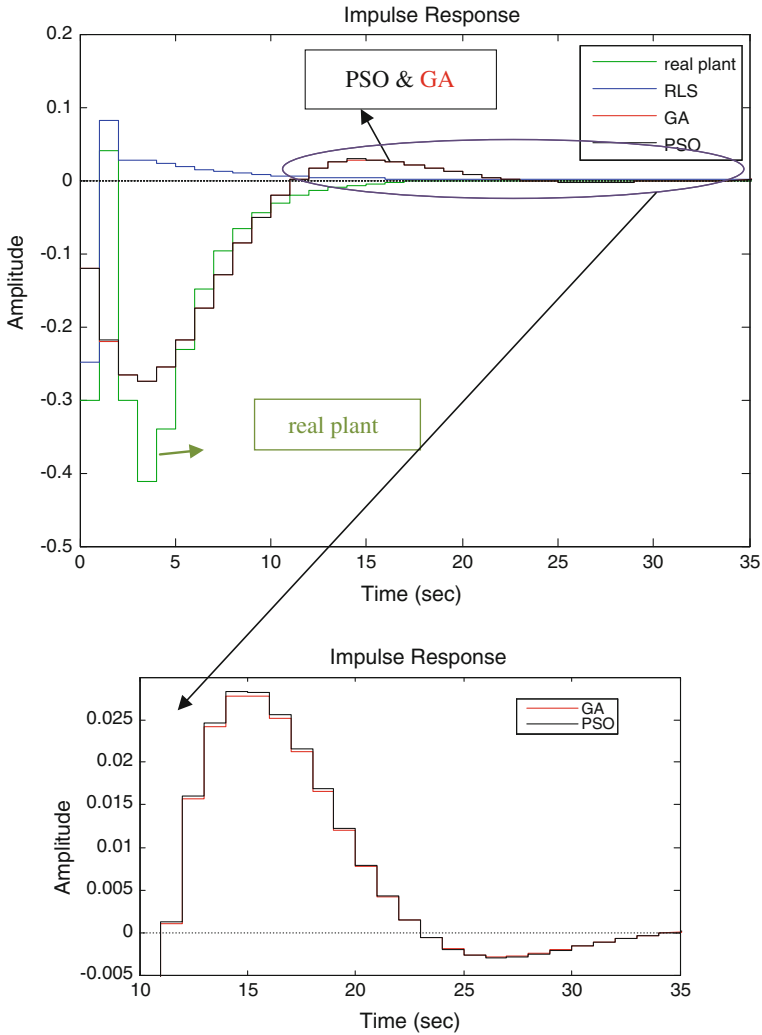 Impulse Response
0.2
0.1
0
-0.1
-0.2
-0.3
-0.4
-0.5
Amplitude
PSO & GA
real plant
RLS
GA
PSO
real plant
0 5 10 15 20 25 30 35
Time (sec)
Impulse Response
0.025
0.02
0.015
0.01
0.005
0
-0.005
Amplitude
GA
PSO
10 15 20 25 30 35
Time (sec)